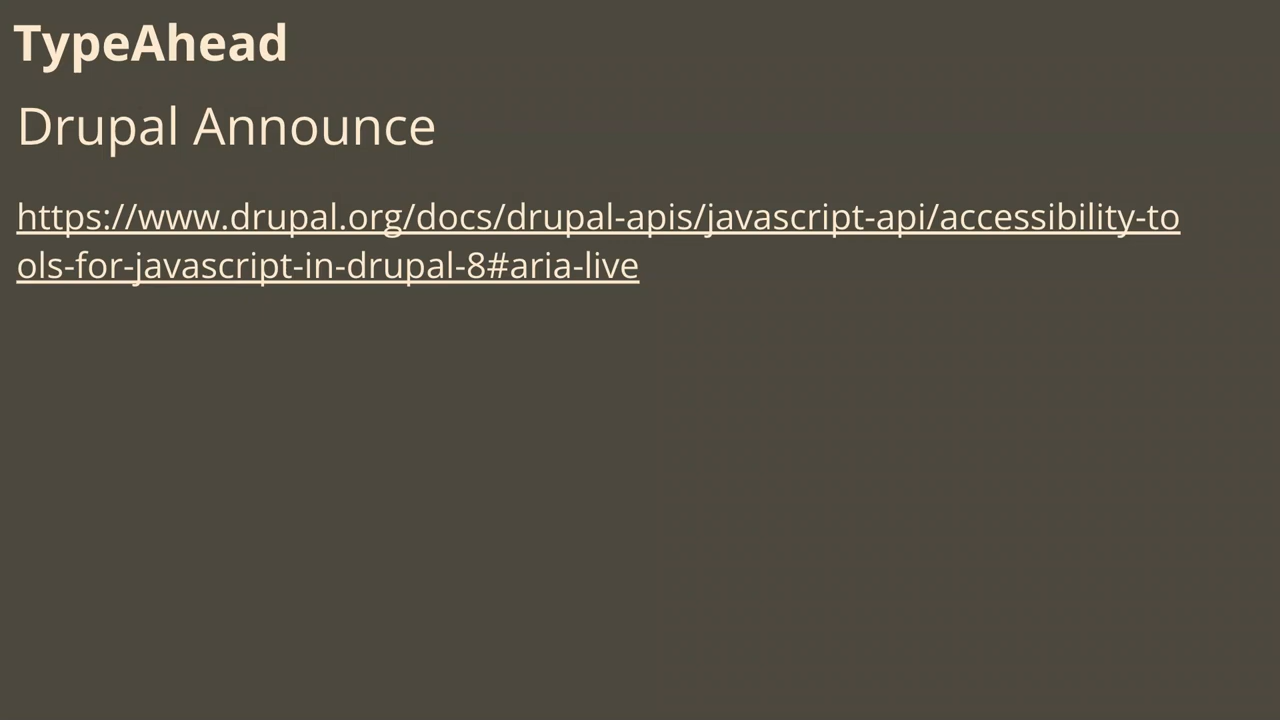 TypeAhead
Drupal Announce
https://www.drupal.org/docs/drupal-apis/javascript-api/accessibility-to
ols-for-javascript-in-drupal-8#aria-live